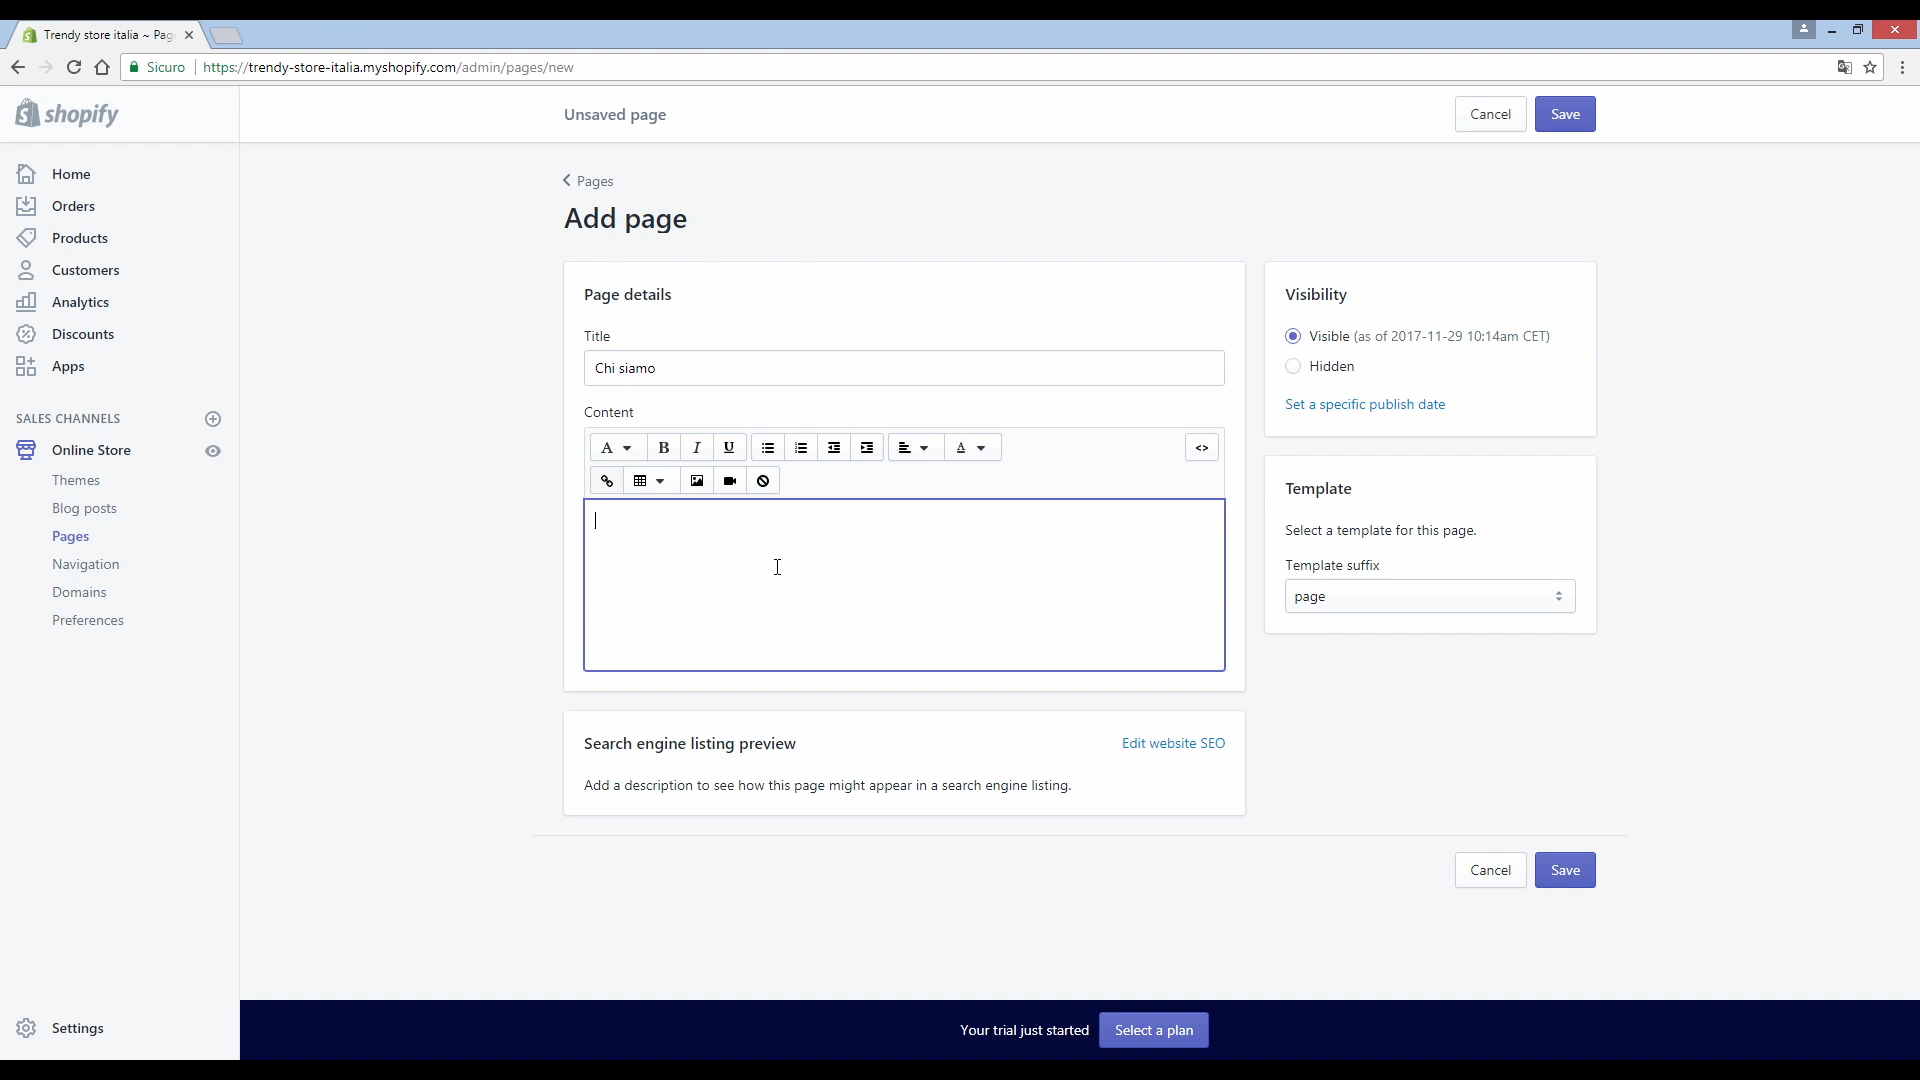 Trendy store italia ~ Pag
Sicuro https://trendy-store-italia.myshopify.com/admin/pages/new
shopify
Unsaved page
Cancel
Save
Home
Orders
Products
Customers
Analytics
Discounts
Apps
SALES CHANNELS
Online Store
Themes
Blog posts
Pages
Navigation
Domains
Preferences
Settings
Pages
Add page
Page details
Title
Chi siamo
Content
A B I U A <>
Search engine listing preview
Edit website SEO
Add a description to see how this page might appear in a search engine listing.
Visibility
Visible (as of 2017-11-29 10:14am CET)
Hidden
Set a specific publish date
Template
Select a template for this page.
Template suffix
page
Cancel
Save
Your trial just started
Select a plan